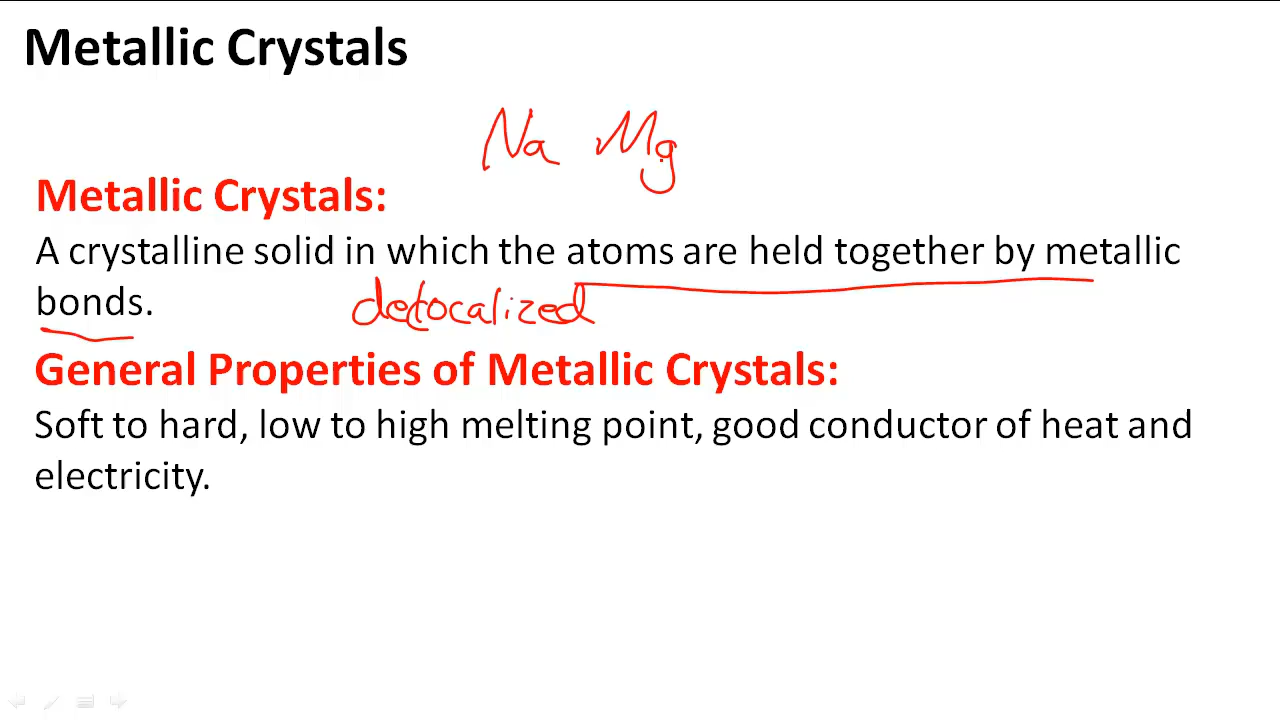 Metallic Crystals
Na Mg
Metallic Crystals:
A crystalline solid in which the atoms are held together by metallic
bonds.
delocalized
General Properties of Metallic Crystals:
Soft to hard, low to high melting point, good conductor of heat and
electricity.